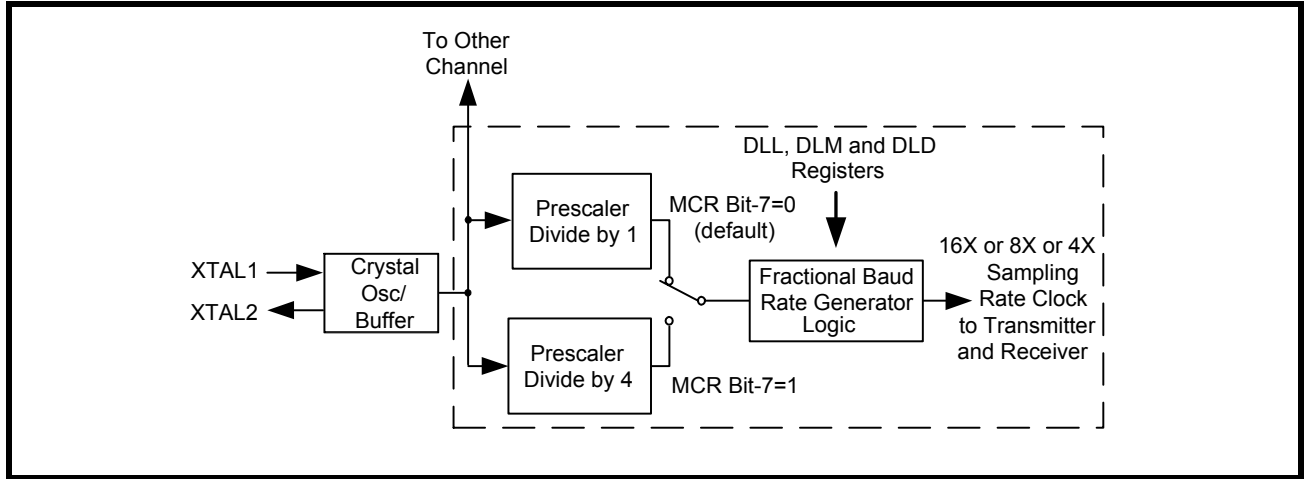 To Other
Channel
DLL, DLM and DLD
Registers
Prescaler
Divide by 1
MCR Bit-7=0
(default)
16X or 8X or 4X
Sampling
Rate Clock
to Transmitter
and Receiver
XTAL1
XTAL2
Crystal
Osc/
Buffer
Fractional Baud
Rate Generator
Logic
Prescaler
Divide by 4
MCR Bit-7=1